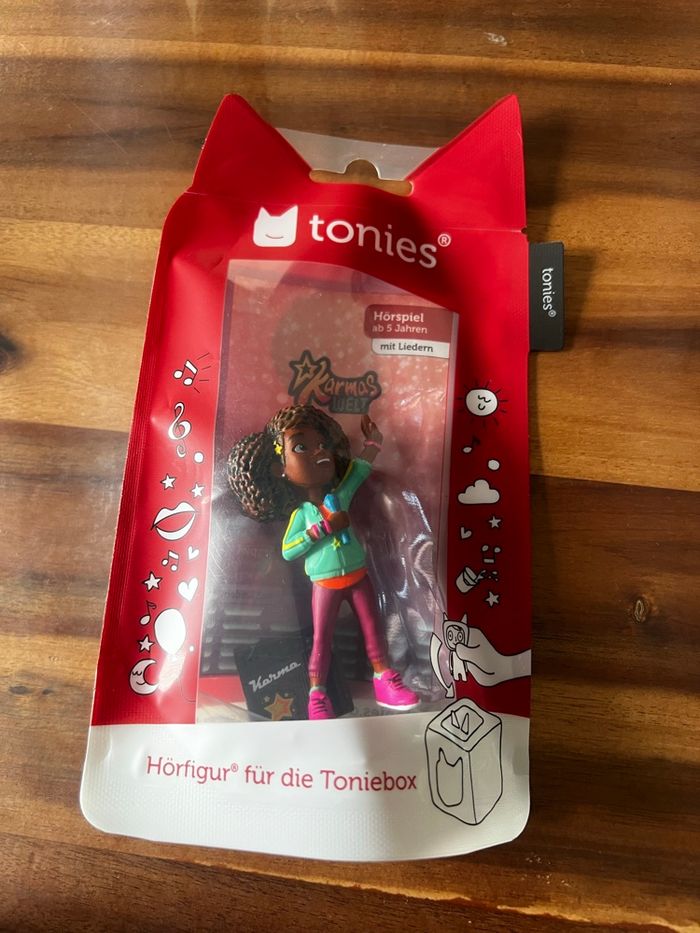 tonies®
tonies®
Hörspiel
ab 5 Jahren
mit Liedern
Karmas
WELT
Karma
Hörfigur® für die Toniebox